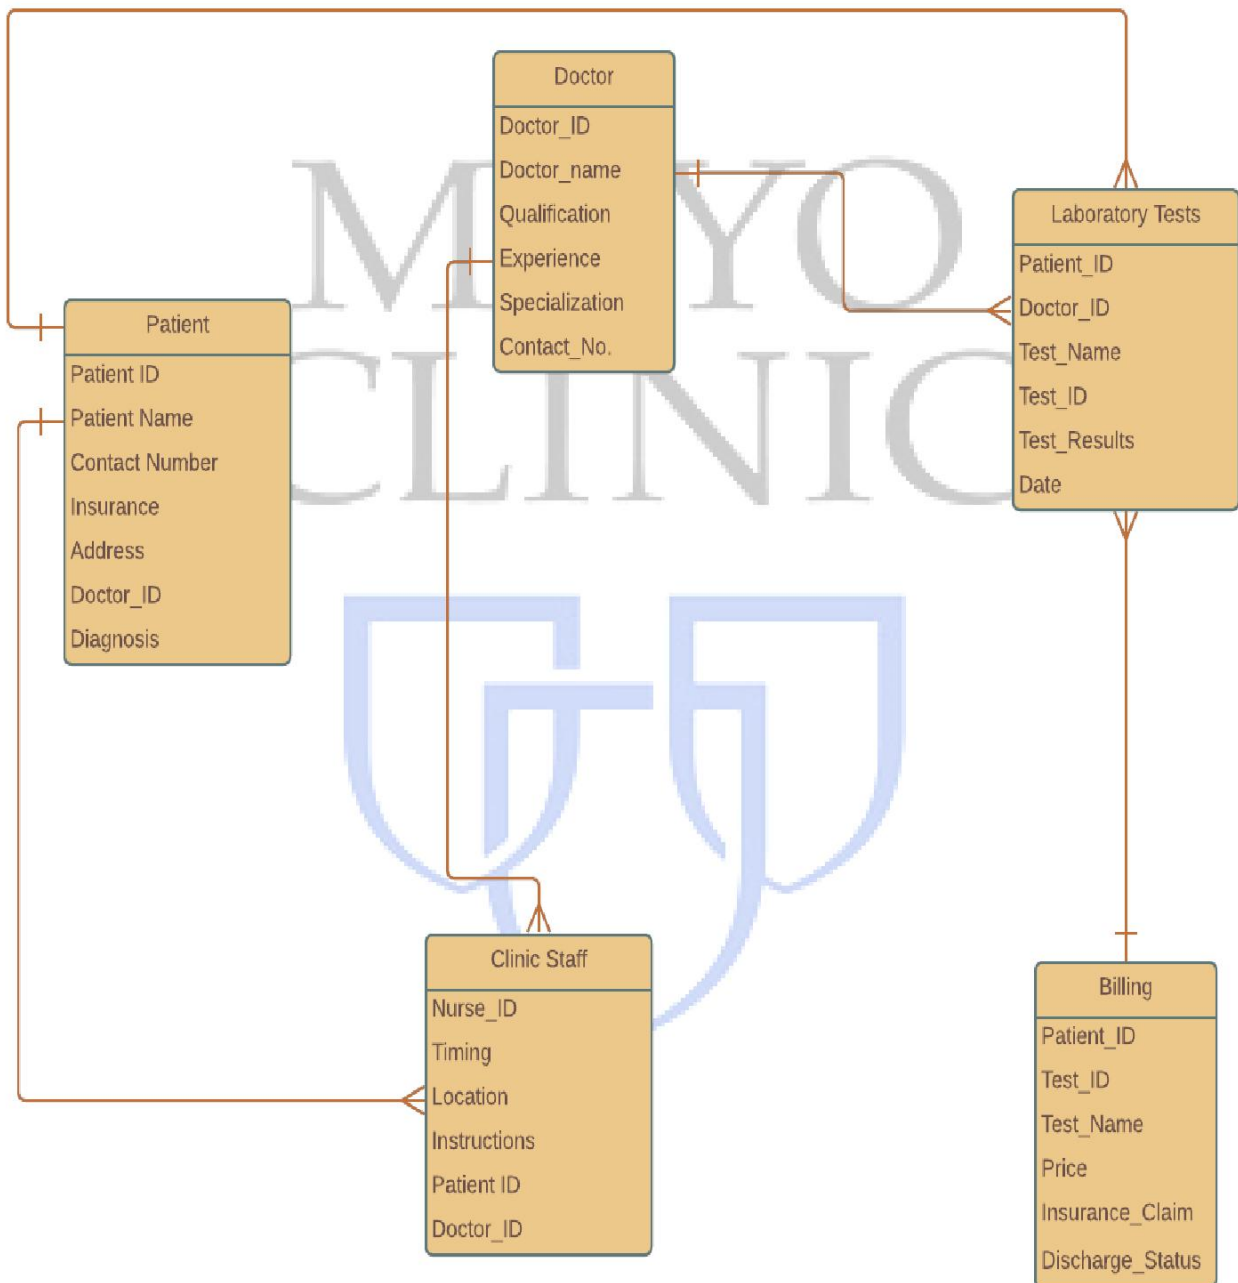 Doctor
Doctor_ID
Doctor_name
Qualification
Experience
Specialization
Contact_No.
Laboratory Tests
Patient_ID
Doctor_ID
Test_Name
Test_ID
Test_Results
Date
Patient
Patient ID
Patient Name
Contact Number
Insurance
Address
Doctor_ID
Diagnosis
MAYO
CLINIC
Clinic Staff
Nurse_ID
Timing
Location
Instructions
Patient ID
Doctor_ID
Billing
Patient_ID
Test_ID
Test_Name
Price
Insurance_Claim
Discharge_Status